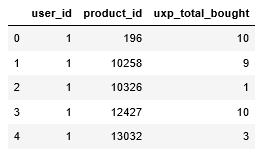 user_id product_id uxp_total_bought
0 1 196 10
1 1 10258 9
2 1 10326 1
3 1 12427 10
4 1 13032 3